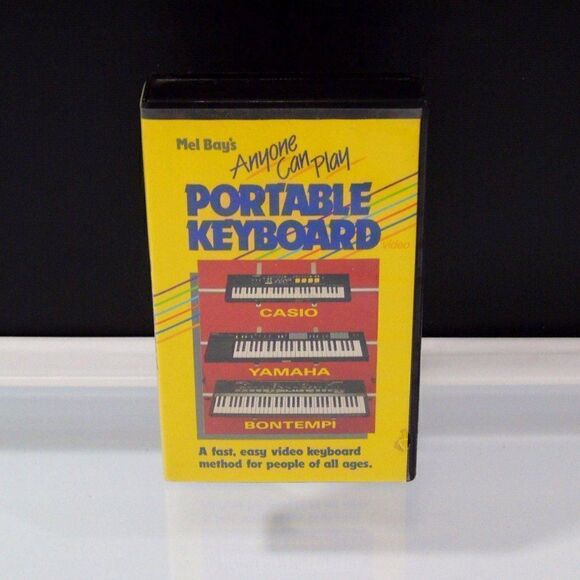 Mel Bay's
Anyone
Can Play
PORTABLE
KEYBOARD
video
CASIO
YAMAHA
BONTEMPI
A fast, easy video keyboard
method for people of all ages.